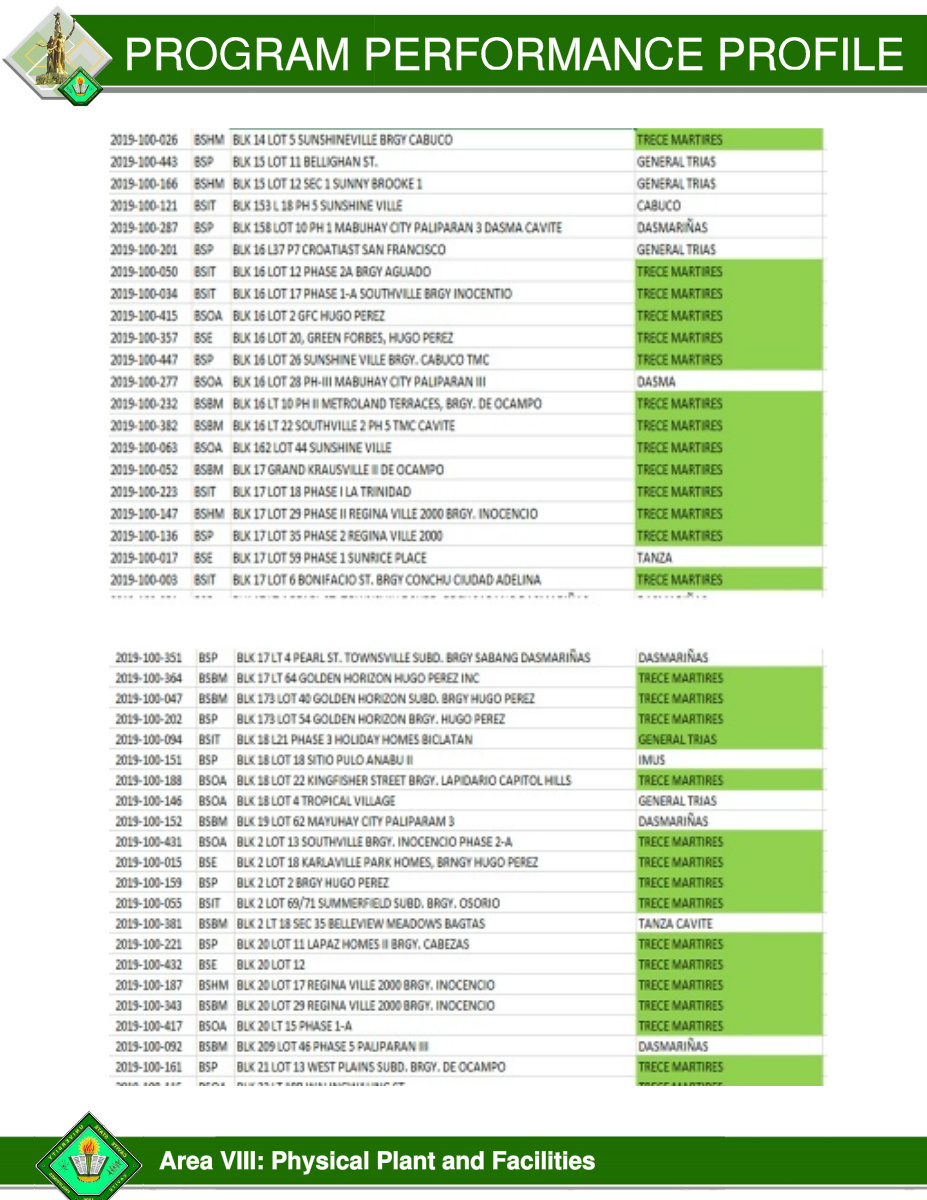 PROGRAM PERFORMANCE PROFILE
2019-100-026 BSHM BLK 14 LOT 5 SUNSHINEVILLE BRGY CABUCO TRECE MARTIRES
2019-100-443 BSP BLK 15 LOT 11 BELLIGHAN ST. GENERAL TRIAS
2019-100-166 BSHM BLK 15 LOT 12 SEC 1 SUNNY BROOKE 1 GENERAL TRIAS
2019-100-121 BSIT BLK 153 L 18 PH 5 SUNSHINE VILLE CABUCO
2019-100-287 BSP BLK 158 LOT 10 PH 1 MABUHAY CITY PALIPARAN 3 DASMA CAVITE DASMARIÑAS
2019-100-201 BSP BLK 16 L37 P7 CROATIAST SAN FRANCISCO GENERAL TRIAS
2019-100-050 BSIT BLK 16 LOT 12 PHASE 2A BRGY AGUADO TRECE MARTIRES
2019-100-034 BSIT BLK 16 LOT 17 PHASE 1-A SOUTHVILLE BRGY INOCENTIO TRECE MARTIRES
2019-100-415 BSOA BLK 16 LOT 2 GFC HUGO PEREZ TRECE MARTIRES
2019-100-357 BSE BLK 16 LOT 20, GREEN FORBES, HUGO PEREZ TRECE MARTIRES
2019-100-447 BSP BLK 16 LOT 26 SUNSHINE VILLE BRGY. CABUCO TMC TRECE MARTIRES
2019-100-277 BSOA BLK 16 LOT 28 PH-III MABUHAY CITY PALIPARAN III DASMA
2019-100-232 BSBM BLK 16 LT 10 PH II METROLAND TERRACES, BRGY. DE OCAMPO TRECE MARTIRES
2019-100-382 BSBM BLK 16 LT 22 SOUTHVILLE 2 PH 5 TMC CAVITE TRECE MARTIRES
2019-100-063 BSOA BLK 162 LOT 44 SUNSHINE VILLE TRECE MARTIRES
2019-100-052 BSBM BLK 17 GRAND KRAUSVILLE II DE OCAMPO TRECE MARTIRES
2019-100-223 BSIT BLK 17 LOT 18 PHASE I LA TRINIDAD TRECE MARTIRES
2019-100-147 BSHM BLK 17 LOT 29 PHASE II REGINA VILLE 2000 BRGY. INOCENCIO TRECE MARTIRES
2019-100-136 BSP BLK 17 LOT 35 PHASE 2 REGINA VILLE 2000 TRECE MARTIRES
2019-100-017 BSE BLK 17 LOT 59 PHASE 1 SUNRICE PLACE TANZA
2019-100-003 BSIT BLK 17 LOT 6 BONIFACIO ST. BRGY CONCHU CIUDAD ADELINA TRECE MARTIRES
2019-100-351 BSP BLK 17 LT 4 PEARL ST. TOWNSVILLE SUBD. BRGY SABANG DASMARIÑAS DASMARIÑAS
2019-100-364 BSBM BLK 17 LT 64 GOLDEN HORIZON HUGO PEREZ INC TRECE MARTIRES
2019-100-047 BSBM BLK 173 LOT 40 GOLDEN HORIZON SUBD. BRGY HUGO PEREZ TRECE MARTIRES
2019-100-202 BSP BLK 173 LOT 54 GOLDEN HORIZON BRGY. HUGO PEREZ TRECE MARTIRES
2019-100-094 BSIT BLK 18 L21 PHASE 3 HOLIDAY HOMES BICLATAN GENERAL TRIAS
2019-100-151 BSP BLK 18 LOT 18 SITIO PULO ANABU II IMUS
2019-100-188 BSOA BLK 18 LOT 22 KINGFISHER STREET BRGY. LAPIDARIO CAPITOL HILLS TRECE MARTIRES
2019-100-146 BSOA BLK 18 LOT 4 TROPICAL VILLAGE GENERAL TRIAS
2019-100-152 BSBM BLK 19 LOT 62 MAYUHAY CITY PALIPARAM 3 DASMARIÑAS
2019-100-431 BSOA BLK 2 LOT 13 SOUTHVILLE BRGY. INOCENCIO PHASE 2-A TRECE MARTIRES
2019-100-015 BSE BLK 2 LOT 18 KARLAVILLE PARK HOMES, BRNGY HUGO PEREZ TRECE MARTIRES
2019-100-159 BSP BLK 2 LOT 2 BRGY HUGO PEREZ TRECE MARTIRES
2019-100-055 BSIT BLK 2 LOT 69/71 SUMMERFIELD SUBD. BRGY. OSORIO TRECE MARTIRES
2019-100-381 BSBM BLK 2 LT 18 SEC 35 BELLEVIEW MEADOWS BAGTAS TANZA CAVITE
2019-100-221 BSP BLK 20 LOT 11 LAPAZ HOMES II BRGY. CABEZAS TRECE MARTIRES
2019-100-432 BSE BLK 20 LOT 12 TRECE MARTIRES
2019-100-187 BSHM BLK 20 LOT 17 REGINA VILLE 2000 BRGY. INOCENCIO TRECE MARTIRES
2019-100-343 BSBM BLK 20 LOT 29 REGINA VILLE 2000 BRGY. INOCENCIO TRECE MARTIRES
2019-100-417 BSOA BLK 20 LT 15 PHASE 1-A TRECE MARTIRES
2019-100-092 BSBM BLK 209 LOT 46 PHASE 5 PALIPARAN III DASMARIÑAS
2019-100-161 BSP BLK 21 LOT 13 WEST PLAINS SUBD. BRGY. DE OCAMPO TRECE MARTIRES
Area VIII: Physical Plant and Facilities